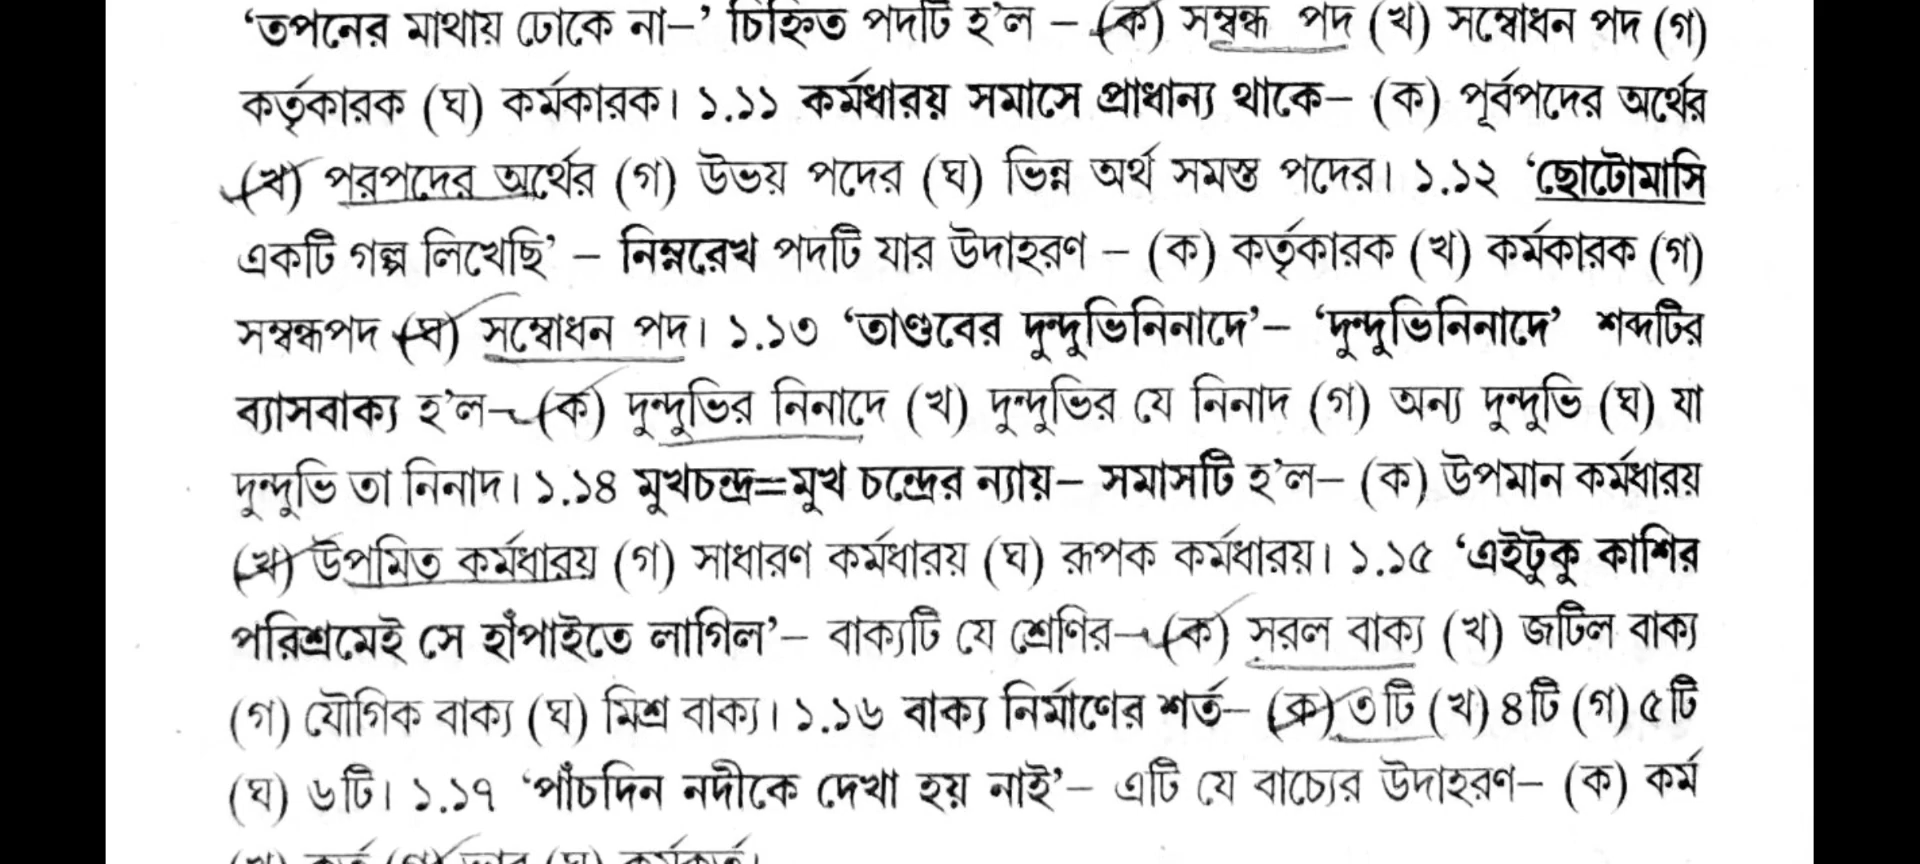 ‘তপনের মাথায় ঢোকে না–’ চিহ্নিত পদটি হ’ল – (ক) সম্বন্ধ পদ (খ) সম্বোধন পদ (গ)
কর্তৃকারক (ঘ) কর্মকারক। ১.১১ কর্মধারয় সমাসে প্রাধান্য থাকে– (ক) পূর্বপদের অর্থের
(খ) পরপদের অর্থের (গ) উভয় পদের (ঘ) ভিন্ন অর্থ সমস্ত পদের। ১.১২ ‘ছোটোমাসি
একটি গল্প লিখেছি’ – নিম্নরেখ পদটি যার উদাহরণ – (ক) কর্তৃকারক (খ) কর্মকারক (গ)
সম্বন্ধপদ (ঘ) সম্বোধন পদ। ১.১৩ ‘তাণ্ডবের দুন্দুভিনিনাদে’– ‘দুন্দুভিনিনাদে’ শব্দটির
ব্যাসবাক্য হ’ল– (ক) দুন্দুভির নিনাদে (খ) দুন্দুভির যে নিনাদ (গ) অন্য দুন্দুভি (ঘ) যা
দুন্দুভি তা নিনাদ। ১.১৪ মুখচন্দ্র=মুখ চন্দ্রের ন্যায়– সমাসটি হ’ল– (ক) উপমান কর্মধারয়
(খ) উপমিত কর্মধারয় (গ) সাধারণ কর্মধারয় (ঘ) রূপক কর্মধারয়। ১.১৫ ‘এইটুকু কাশির
পরিশ্রমেই সে হাঁপাইতে লাগিল’– বাক্যটি যে শ্রেণির– (ক) সরল বাক্য (খ) জটিল বাক্য
(গ) যৌগিক বাক্য (ঘ) মিশ্র বাক্য। ১.১৬ বাক্য নির্মাণের শর্ত– (ক) ৩টি (খ) ৪টি (গ) ৫টি
(ঘ) ৬টি। ১.১৭ ‘পাঁচদিন নদীকে দেখা হয় নাই’– এটি যে বাচ্যের উদাহরণ– (ক) কর্ম
(খ) কর্তৃ (গ) ভাব (ঘ) কর্মকর্তৃ।